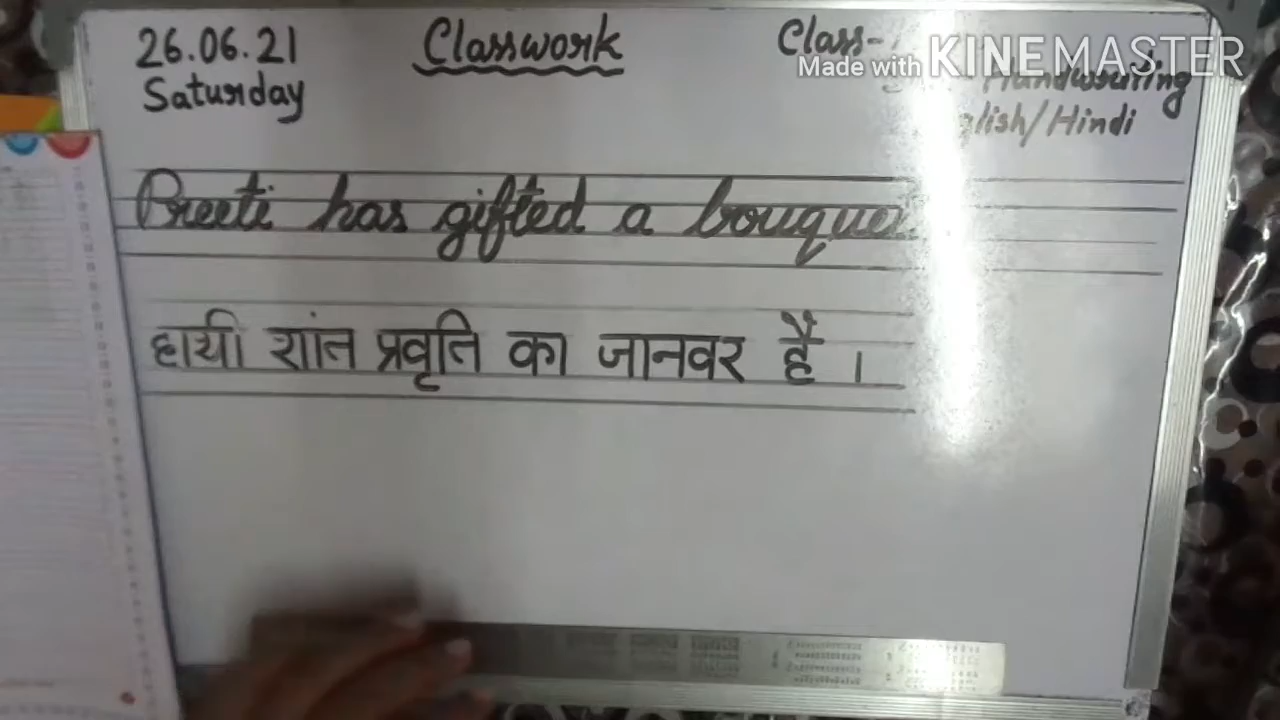 26.06.21 Classwork Class-
Saturday
Made with KINEMASTER
Handwriting
English/Hindi
Preeti has gifted a bouquet
हाथी शांत प्रवृति का जानवर है ।